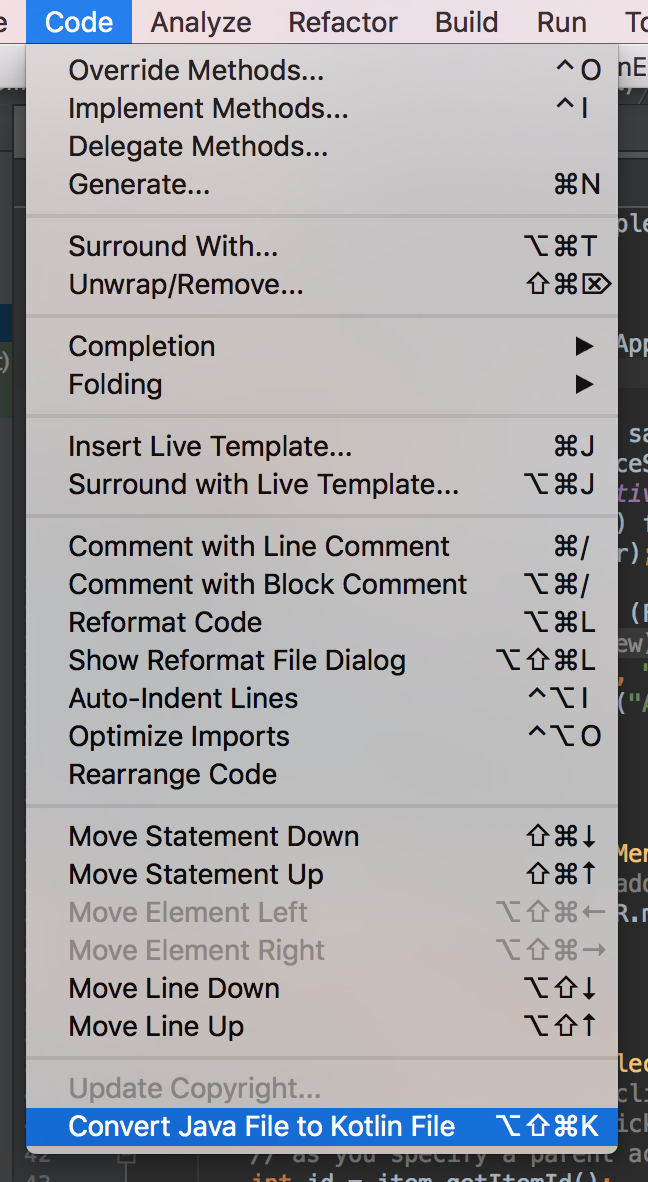 Code Analyze Refactor Build Run
Override Methods... ^O
Implement Methods... ^I
Delegate Methods...
Generate... ⌘N
Surround With... ⌥⌘T
Unwrap/Remove... ⇧⌘⌦
Completion ▶
Folding ▶
Insert Live Template... ⌘J
Surround with Live Template... ⌥⌘J
Comment with Line Comment ⌘/
Comment with Block Comment ⌥⌘/
Reformat Code ⌥⌘L
Show Reformat File Dialog ⌥⇧⌘L
Auto-Indent Lines ^⌥I
Optimize Imports ^⌥O
Rearrange Code
Move Statement Down ⇧⌘↓
Move Statement Up ⇧⌘↑
Move Element Left ⌥⇧⌘←
Move Element Right ⌥⇧⌘→
Move Line Down ⌥⇧↓
Move Line Up ⌥⇧↑
Update Copyright...
Convert Java File to Kotlin File ⌥⇧⌘K
42 // as you specify a parent ac
int id = item.getItemId();